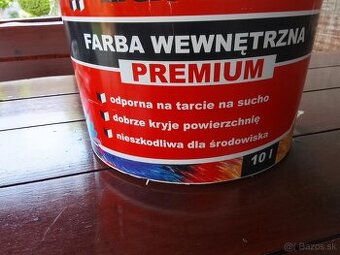 FARBA WEWNĘTRZNA
PREMIUM
odporna na tarcie na sucho
dobrze kryje powierzchnię
nieszkodliwa dla środowiska
10 l
Bazos.sk